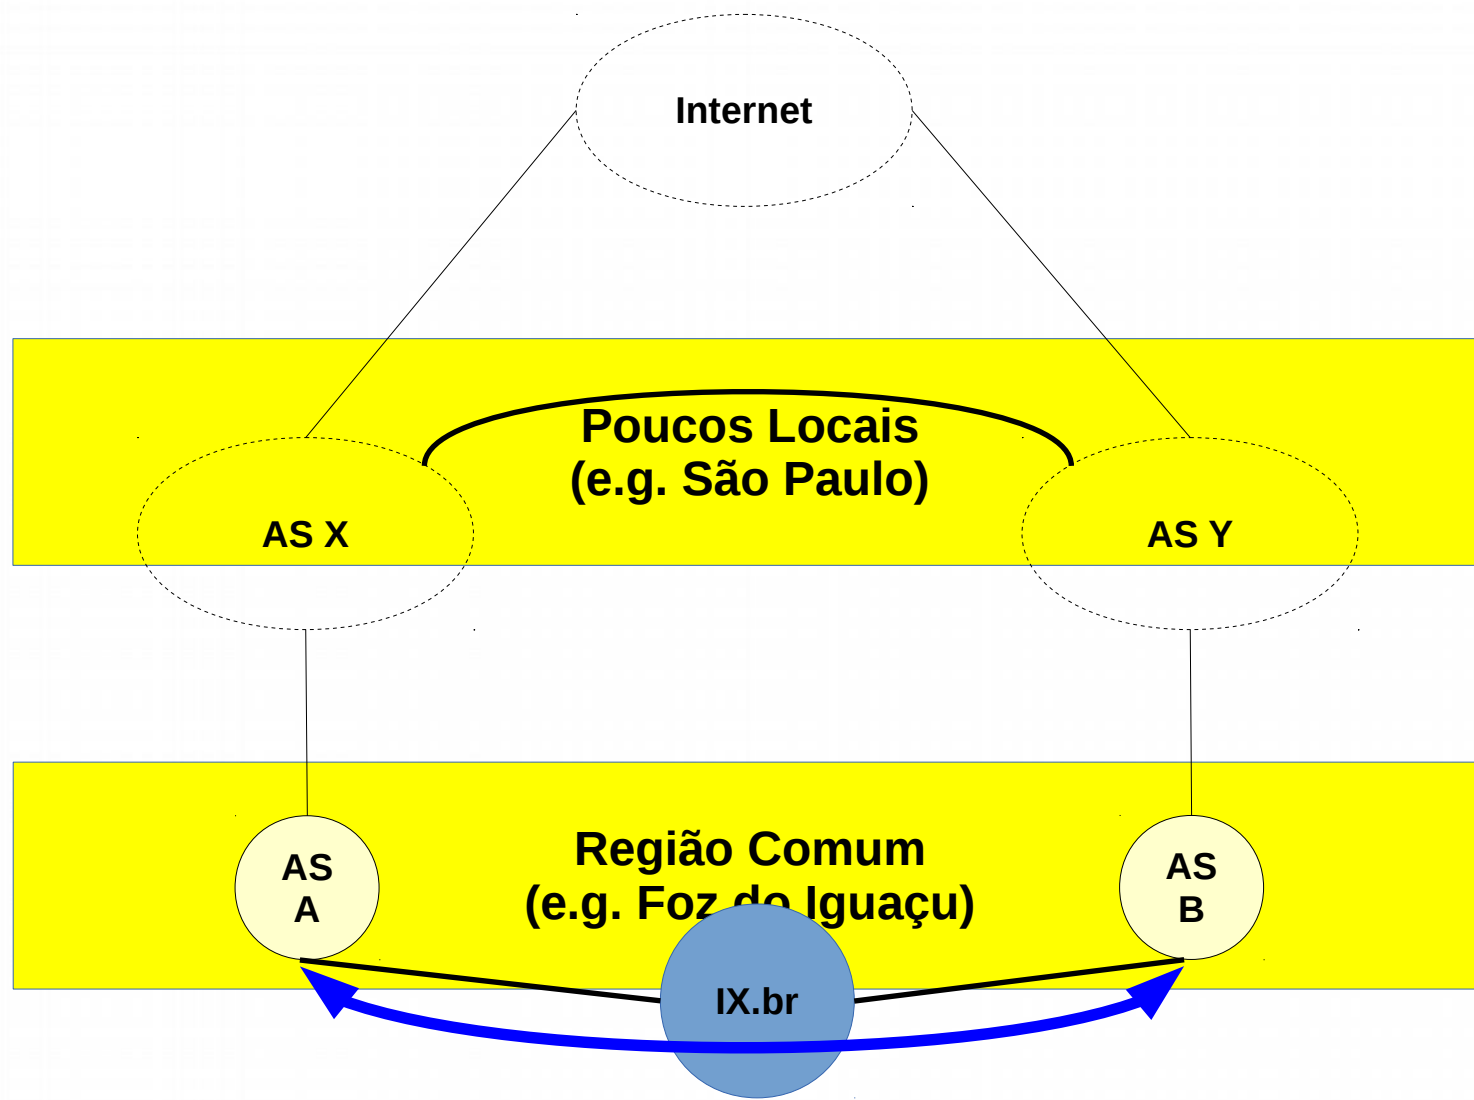 Internet
Poucos Locais
(e.g. São Paulo)
AS X
AS Y
Região Comum
(e.g. Foz do Iguaçu)
AS
A
AS
B
IX.br